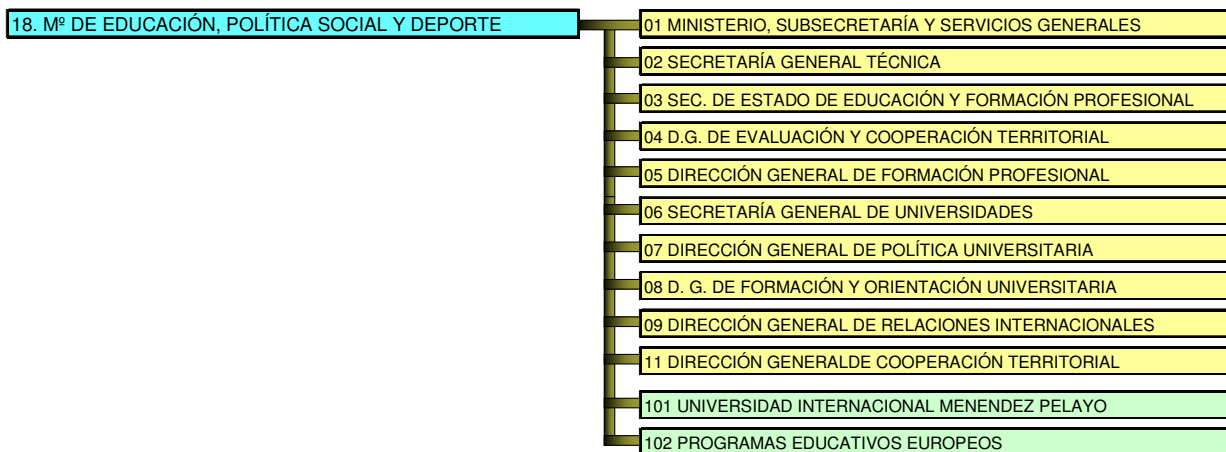 18. Mº DE EDUCACIÓN, POLÍTICA SOCIAL Y DEPORTE
01 MINISTERIO, SUBSECRETARÍA Y SERVICIOS GENERALES
02 SECRETARÍA GENERAL TÉCNICA
03 SEC. DE ESTADO DE EDUCACIÓN Y FORMACIÓN PROFESIONAL
04 D.G. DE EVALUACIÓN Y COOPERACIÓN TERRITORIAL
05 DIRECCIÓN GENERAL DE FORMACIÓN PROFESIONAL
06 SECRETARÍA GENERAL DE UNIVERSIDADES
07 DIRECCIÓN GENERAL DE POLÍTICA UNIVERSITARIA
08 D. G. DE FORMACIÓN Y ORIENTACIÓN UNIVERSITARIA
09 DIRECCIÓN GENERAL DE RELACIONES INTERNACIONALES
11 DIRECCIÓN GENERALDE COOPERACIÓN TERRITORIAL
101 UNIVERSIDAD INTERNACIONAL MENENDEZ PELAYO
102 PROGRAMAS EDUCATIVOS EUROPEOS